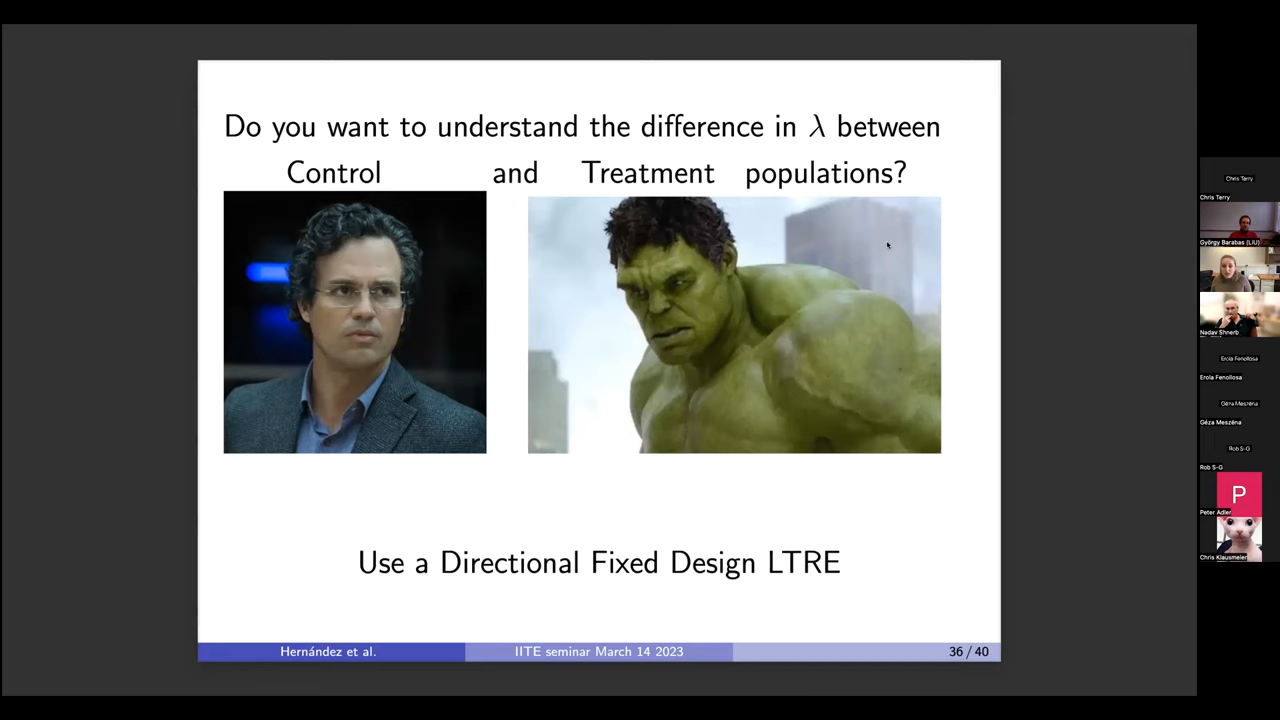 Do you want to understand the difference in λ between
Control and Treatment populations?
Use a Directional Fixed Design LTRE
Hernández et al. IITE seminar March 14 2023 36 / 40
Chris Terry
Chris Terry
György Barabas (LiU)
Nadav Shnerb
Erola Fenollosa
Erola Fenollosa
Géza Meszéna
Géza Meszéna
Rob S-G
Rob S-G
P
Peter Adler
Chris Klausmeier